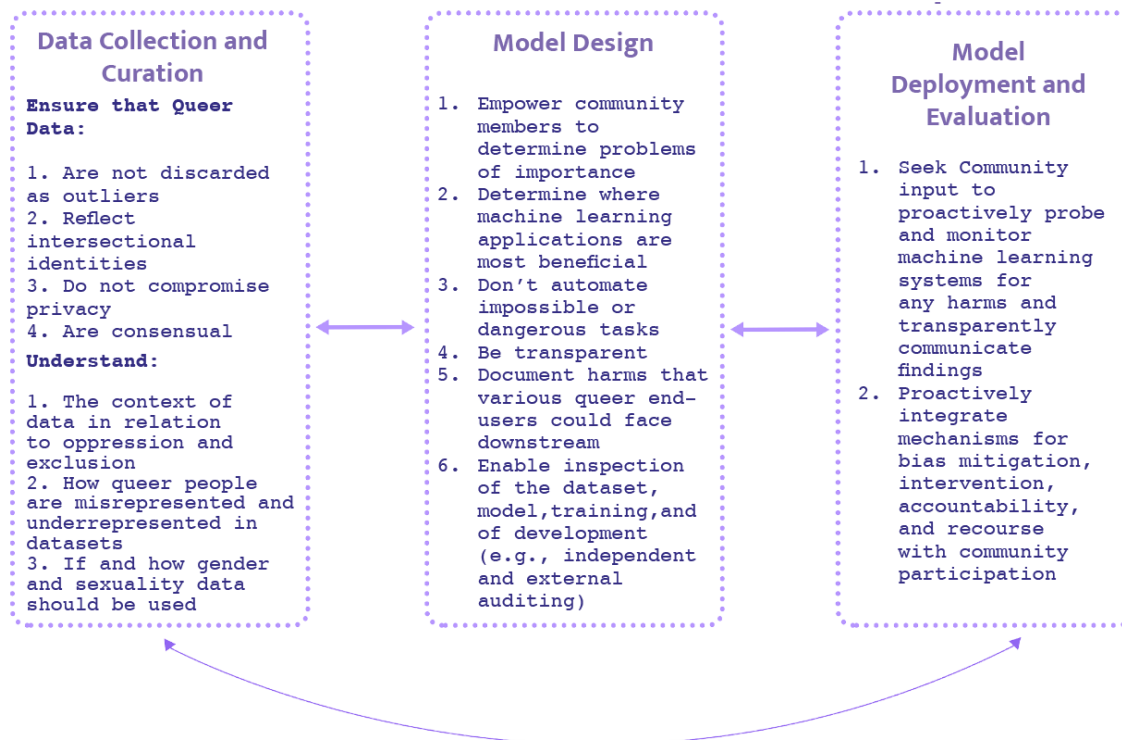 Data Collection and
Curation
Ensure that Queer
Data:
1. Are not discarded
as outliers
2. Reflect
intersectional
identities
3. Do not compromise
privacy
4. Are consensual
Understand:
1. The context of
data in relation
to oppression and
exclusion
2. How queer people
are misrepresented and
underrepresented in
datasets
3. If and how gender
and sexuality data
should be used
Model Design
1. Empower community
members to
determine problems
of importance
2. Determine where
machine learning
applications are
most beneficial
3. Don't automate
impossible or
dangerous tasks
4. Be transparent
5. Document harms that
various queer end-
users could face
downstream
6. Enable inspection
of the dataset,
model,training,and
of development
(e.g., independent
and external
auditing)
Model
Deployment and
Evaluation
1. Seek Community
input to
proactively probe
and monitor
machine learning
systems for
any harms and
transparently
communicate
findings
2. Proactively
integrate
mechanisms for
bias mitigation,
intervention,
accountability,
and recourse
with community
participation